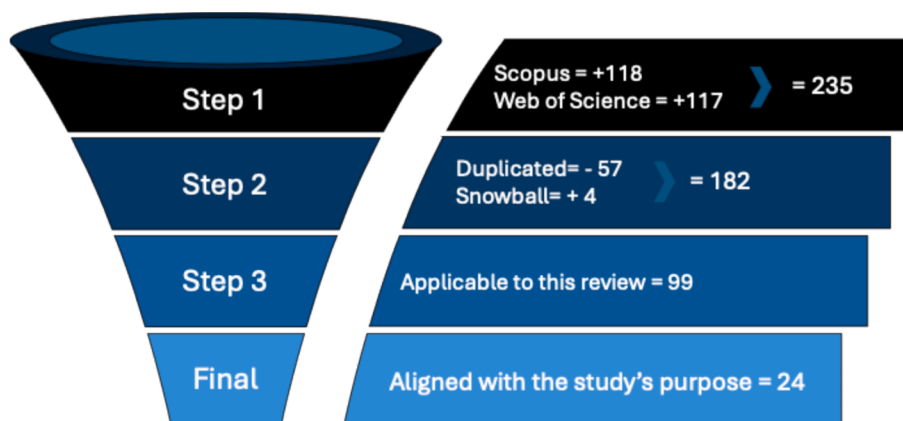 Step 1
Scopus = +118
Web of Science = +117
= 235
Step 2
Duplicated= - 57
Snowball= + 4
= 182
Step 3
Applicable to this review = 99
Final
Aligned with the study's purpose = 24